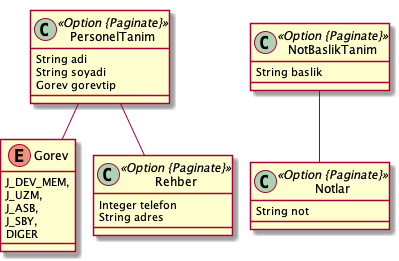 C «Option {Paginate}»
PersonelTanim
String adi
String soyadi
Gorev gorevtip
C «Option {Paginate}»
NotBaslikTanim
String baslik
E Gorev
J_DEV_MEM,
J_UZM,
J_ASB,
J_SBY,
DIGER
C «Option {Paginate}»
Rehber
Integer telefon
String adres
C «Option {Paginate}»
Notlar
String not